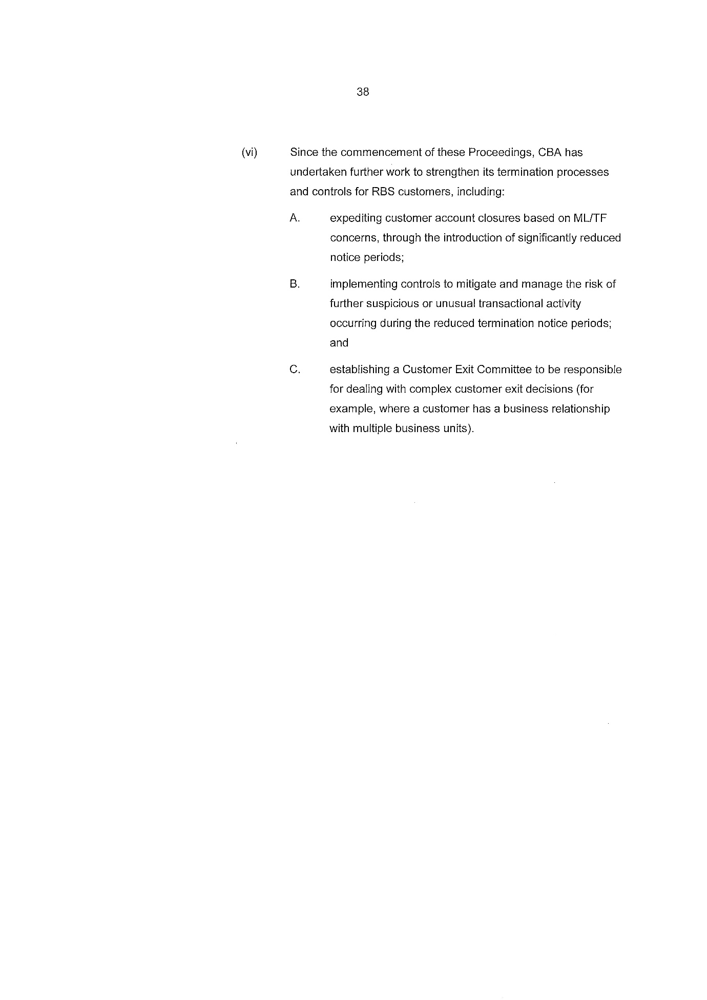 38
(vi) Since the commencement of these Proceedings, CBA has
undertaken further work to strengthen its termination processes
and controls for RBS customers, including:
A. expediting customer account closures based on ML/TF
concerns, through the introduction of significantly reduced
notice periods;
B. implementing controls to mitigate and manage the risk of
further suspicious or unusual transactional activity
occurring during the reduced termination notice periods;
and
C. establishing a Customer Exit Committee to be responsible
for dealing with complex customer exit decisions (for
example, where a customer has a business relationship
with multiple business units).